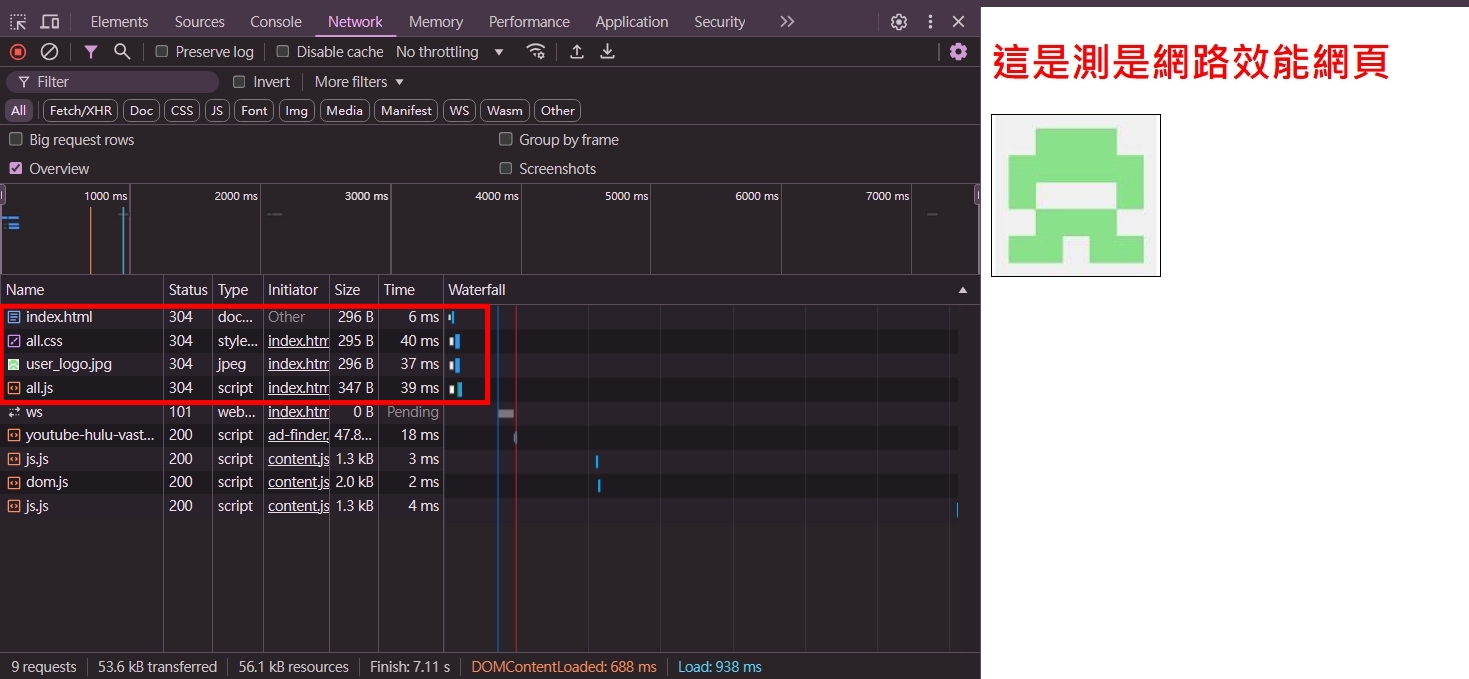 Elements Sources Console Network Memory Performance Application Security
Preserve log Disable cache No throttling
Filter Invert More filters
All Fetch/XHR Doc CSS JS Font Img Media Manifest WS Wasm Other
Big request rows Group by frame
Overview Screenshots
1000 ms 2000 ms 3000 ms 4000 ms 5000 ms 6000 ms 7000 ms
Name Status Type Initiator Size Time Waterfall
index.html 304 doc... Other 296 B 6 ms
all.css 304 style... index.htm 295 B 40 ms
user_logo.jpg 304 jpeg index.htm 296 B 37 ms
all.js 304 script index.htm 347 B 39 ms
ws 101 web... index.htm 0 B Pending
youtube-hulu-vast... 200 script ad-finder. 47.8... 18 ms
js.js 200 script content.js 1.3 kB 3 ms
dom.js 200 script content.js 2.0 kB 2 ms
js.js 200 script content.js 1.3 kB 4 ms
9 requests 53.6 kB transferred 56.1 kB resources Finish: 7.11 s DOMContentLoaded: 688 ms Load: 938 ms
這是測是網路效能網頁